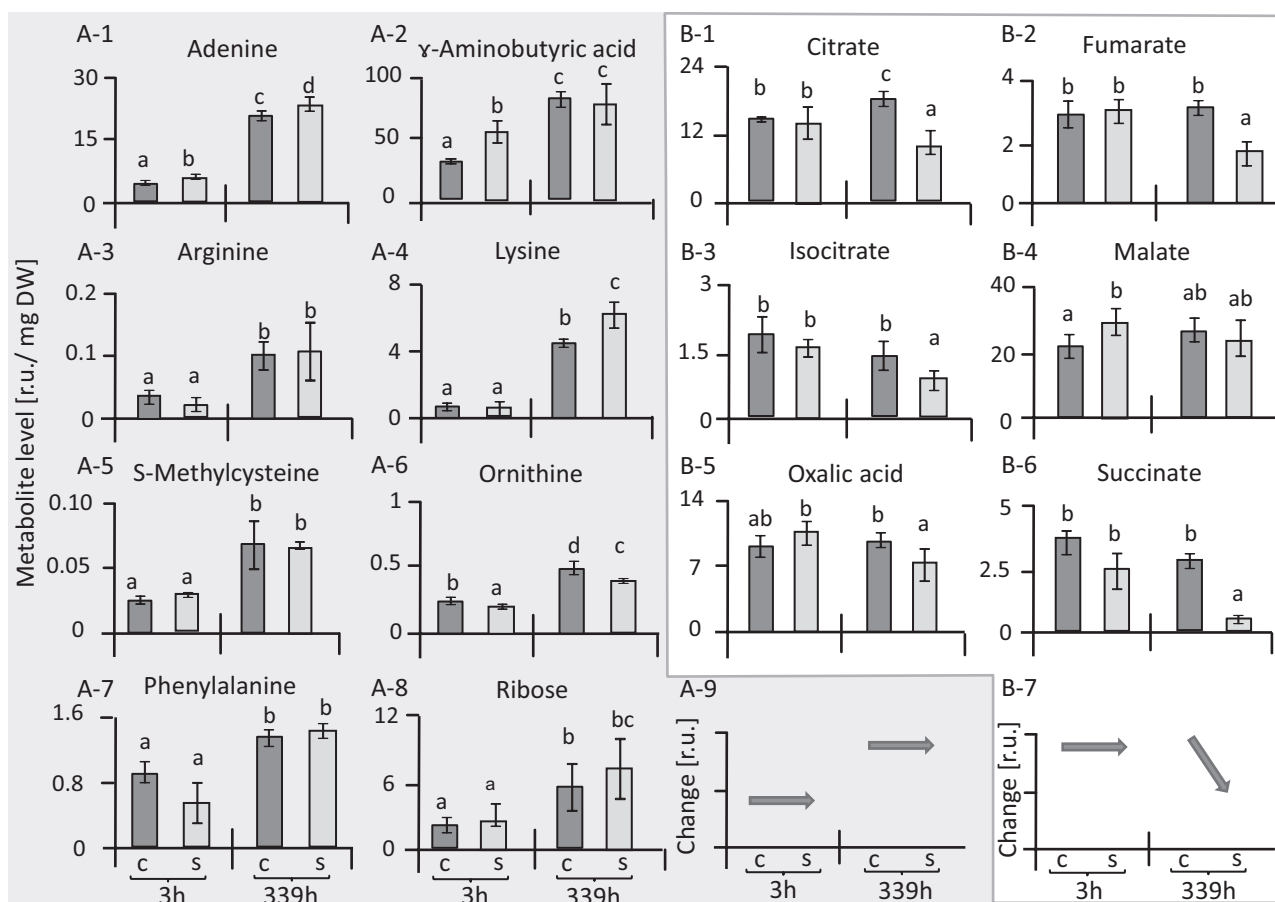 A-1
Adenine
30
15
0
a
b
c
d
A-2
ɤ-Aminobutyric acid
100
50
0
a
b
c
c
B-1
Citrate
24
12
0
b
b
c
a
B-2
Fumarate
4
2
0
b
b
b
a
Metabolite level [r.u./ mg DW]
A-3
Arginine
0.2
0.1
0
a
a
b
b
A-4
Lysine
8
4
0
a
a
b
c
B-3
Isocitrate
3
1.5
0
b
b
b
a
B-4
Malate
40
20
0
a
b
ab
ab
A-5
S-Methylcysteine
0.10
0.05
0
a
a
b
b
A-6
Ornithine
1
0.5
0
b
a
d
c
B-5
Oxalic acid
14
7
0
ab
b
b
a
B-6
Succinate
5
2.5
0
b
b
b
a
A-7
Phenylalanine
1.6
0.8
0
a
a
b
b
c s c s
3h 339h
A-8
Ribose
12
6
0
a
a
b
bc
c s c s
3h 339h
A-9
Change [r.u.]
c s c s
3h 339h
B-7
Change [r.u.]
c s c s
3h 339h